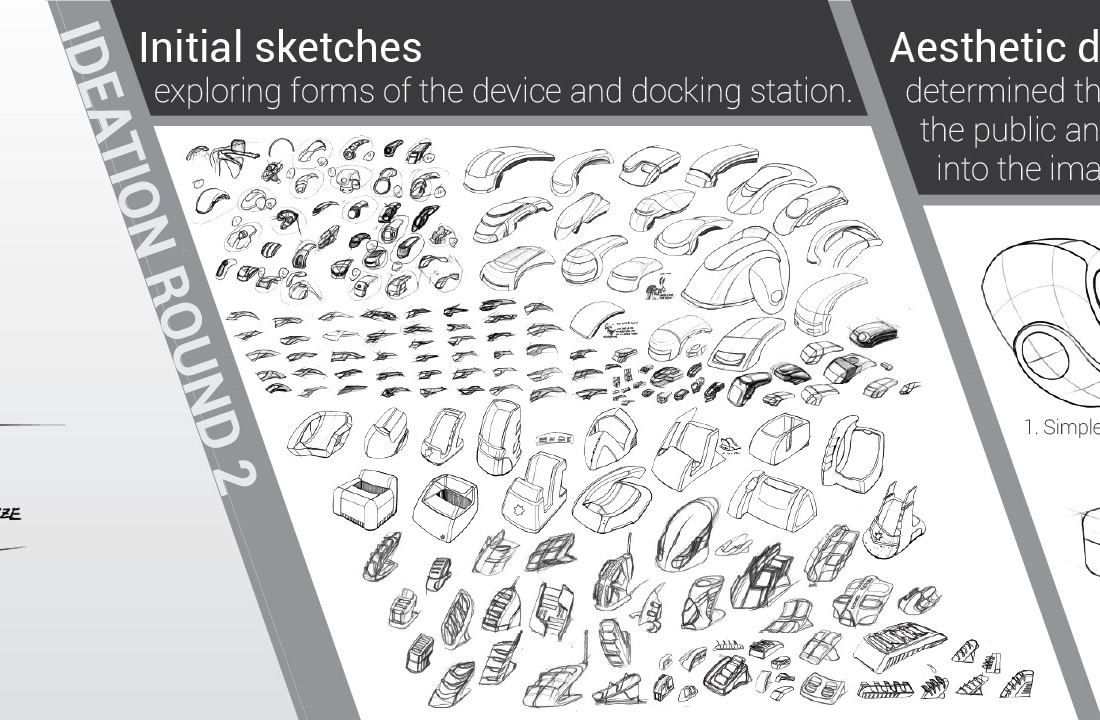 IDEATION ROUND 2
Initial sketches
exploring forms of the device and docking station.
Aesthetic d
determined th
the public an
into the ima
1. Simple
ZE